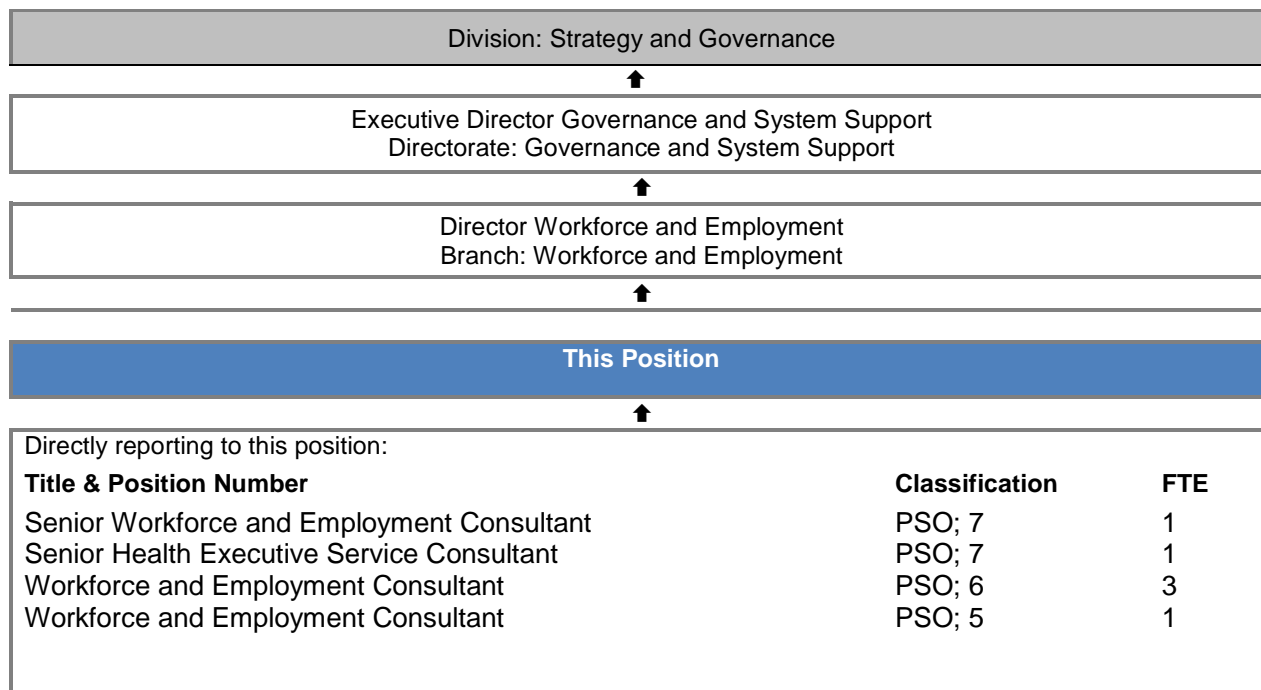 Division: Strategy and Governance
Executive Director Governance and System Support
Directorate: Governance and System Support
Director Workforce and Employment
Branch: Workforce and Employment
This Position
Directly reporting to this position:
Title & Position Number Classification FTE
Senior Workforce and Employment Consultant PSO; 7 1
Senior Health Executive Service Consultant PSO; 7 1
Workforce and Employment Consultant PSO; 6 3
Workforce and Employment Consultant PSO; 5 1